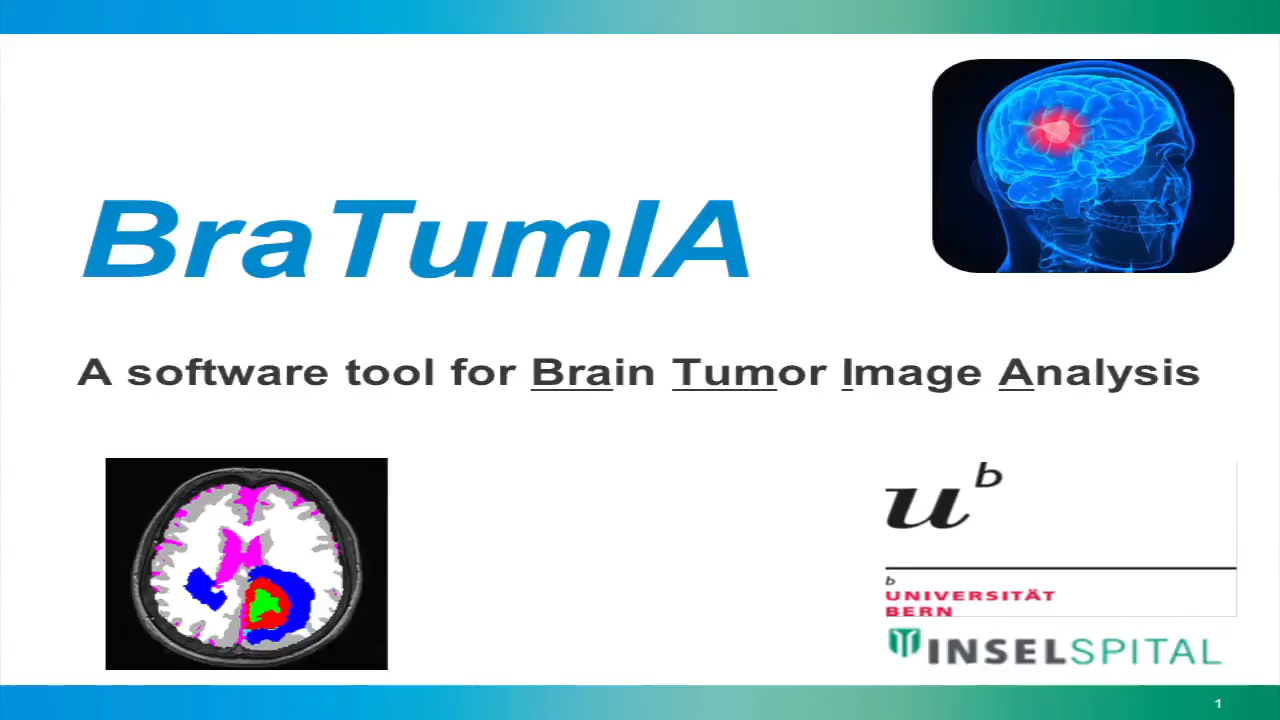 BraTumIA
A software tool for Brain Tumor Image Analysis
u
b
b
UNIVERSITÄT
BERN
INSELSPITAL
1